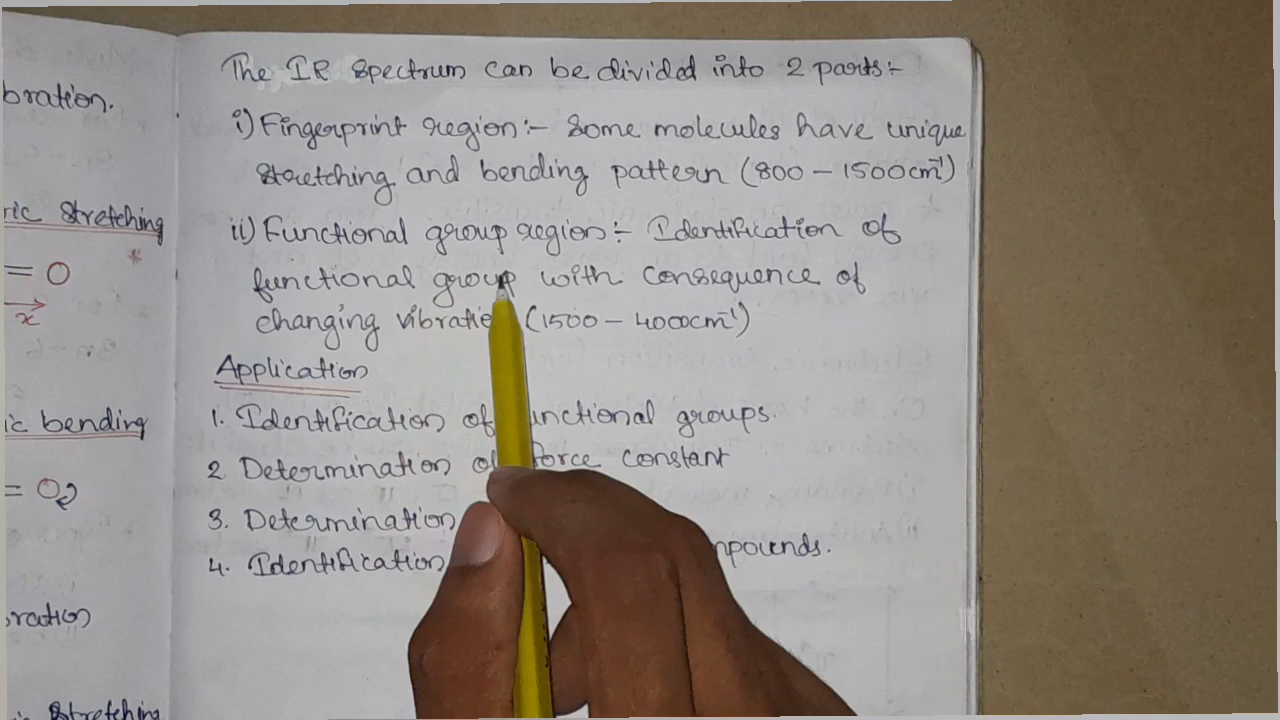 bration.
ric Stretching
*
= O
x
ic bending
= O2
ration
Stretching
The IR Spectrum can be divided into 2 parts:-
i) Fingerprint region:- Some molecules have unique
stretching and bending pattern (800 - 1500cm⁻¹)
ii) Functional group region:- Identification of
functional group with consequence of
changing vibratio (1500 - 4000cm⁻¹)
Application
1. Identification of functional groups.
2 Determination of force constant
3. Determination
4. Identification mpounds.